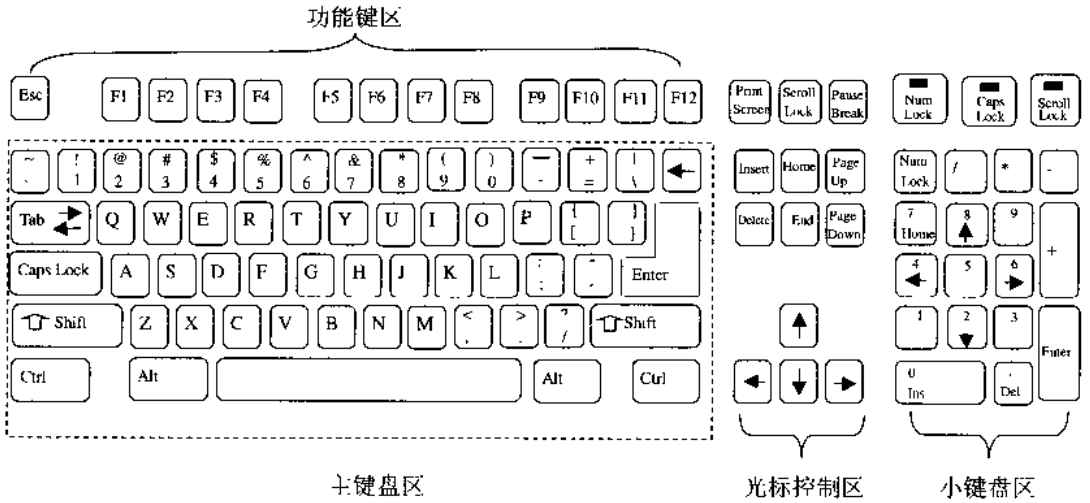 功能键区
Esc F1 F2 F3 F4 F5 F6 F7 F8 F9 F10 F11 F12 Print Screen Scroll Lock Pause Break Num Lock Caps Lock Scroll Lock
~ ` ! 1 @ 2 # 3 $ 4 % 5 ^ 6 & 7 * 8 ( 9 ) 0 — - + = | \ ← Insert Home Page Up Num Lock / * -
Tab Q W E R T Y U I O P { [ } ] Delete End Page Down 7 Home 8 9 +
Caps Lock A S D F G H J K L : ; " ' Enter 4 5 6
Shift Z X C V B N M < , > . ? / Shift 1 2 3 Enter
Ctrl Alt Alt Ctrl 0 Ins . Del
主键盘区 光标控制区 小键盘区